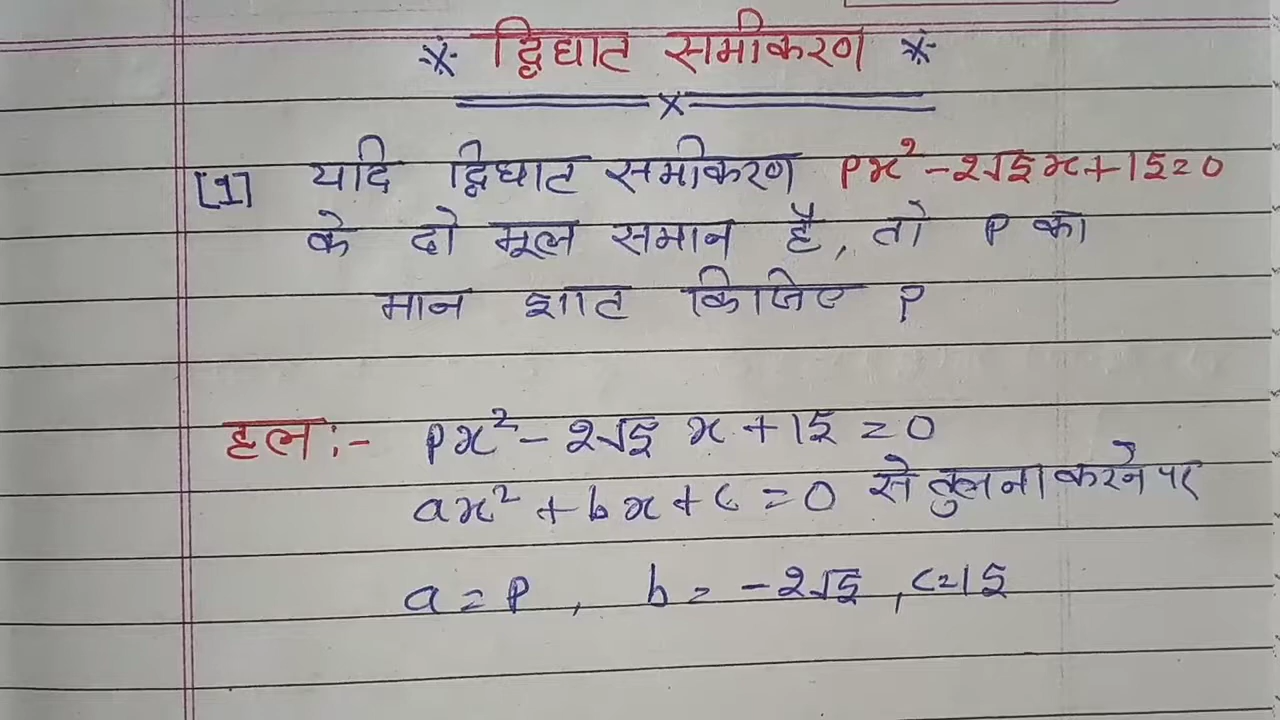 * द्विघात समीकरण *
x
[1] यदि द्विघात समीकरण px² - 2√5x + 15 = 0
के दो मूल समान है, तो P का
मान ज्ञात किजिए ?
हल :- px² - 2√5 x + 15 = 0
ax² + bx + c = 0 से तुलना करने पर
a = p , b = -2√5 , c = 15